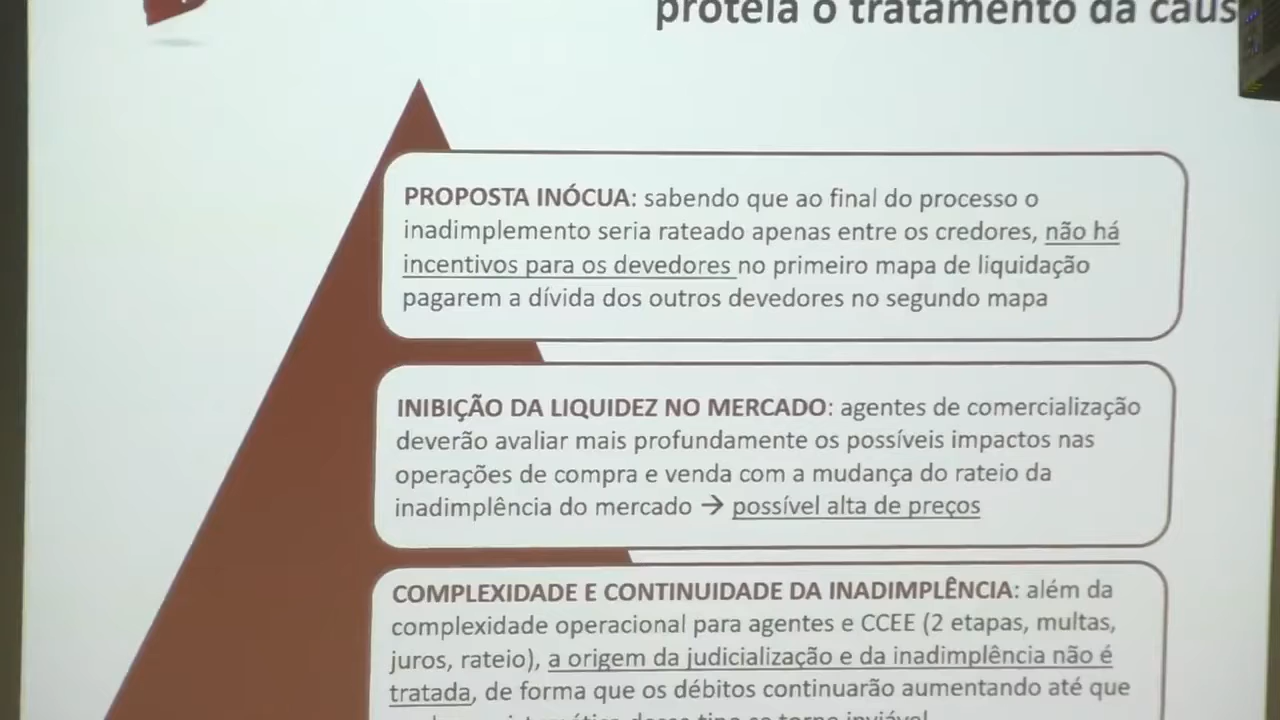 protela o tratamento da caus
PROPOSTA INÓCUA: sabendo que ao final do processo o
inadimplemento seria rateado apenas entre os credores, não há
incentivos para os devedores no primeiro mapa de liquidação
pagarem a dívida dos outros devedores no segundo mapa
INIBIÇÃO DA LIQUIDEZ NO MERCADO: agentes de comercialização
deverão avaliar mais profundamente os possíveis impactos nas
operações de compra e venda com a mudança do rateio da
inadimplência do mercado → possível alta de preços
COMPLEXIDADE E CONTINUIDADE DA INADIMPLÊNCIA: além da
complexidade operacional para agentes e CCEE (2 etapas, multas,
juros, rateio), a origem da judicialização e da inadimplência não é
tratada, de forma que os débitos continuarão aumentando até que